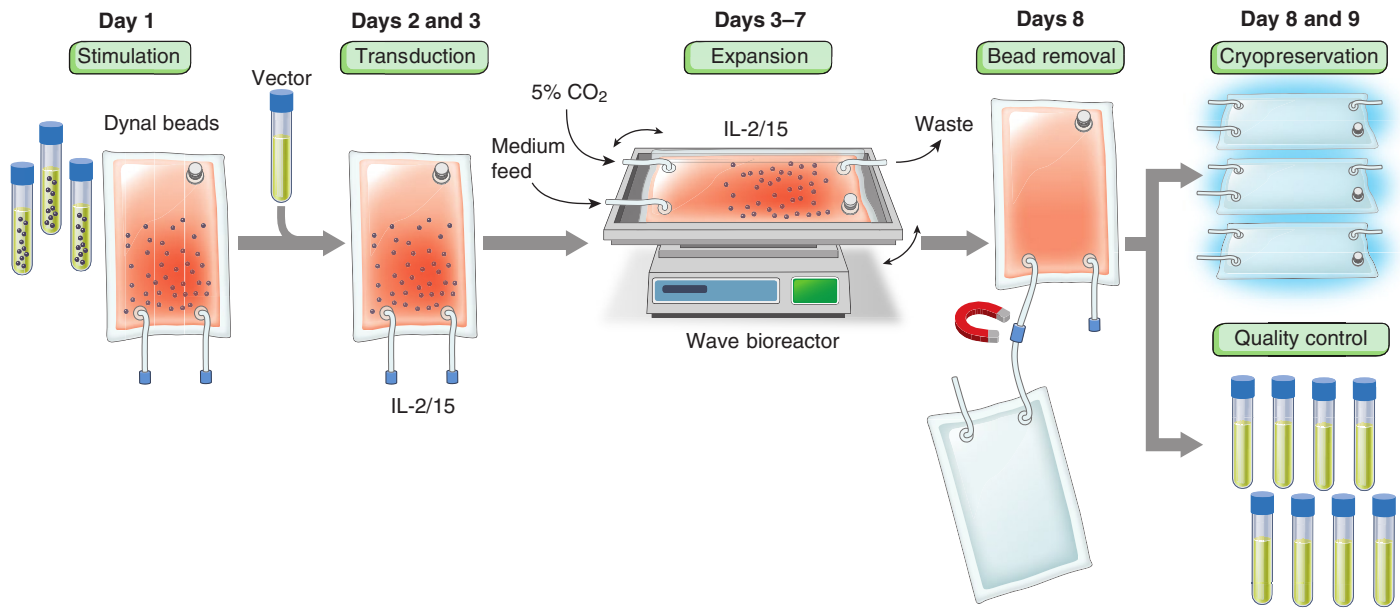 Day 1
Stimulation
Dynal beads
Vector
Days 2 and 3
Transduction
IL-2/15
Days 3–7
Expansion
5% CO₂
Medium
feed
IL-2/15
Waste
Wave bioreactor
Days 8
Bead removal
Day 8 and 9
Cryopreservation
Quality control